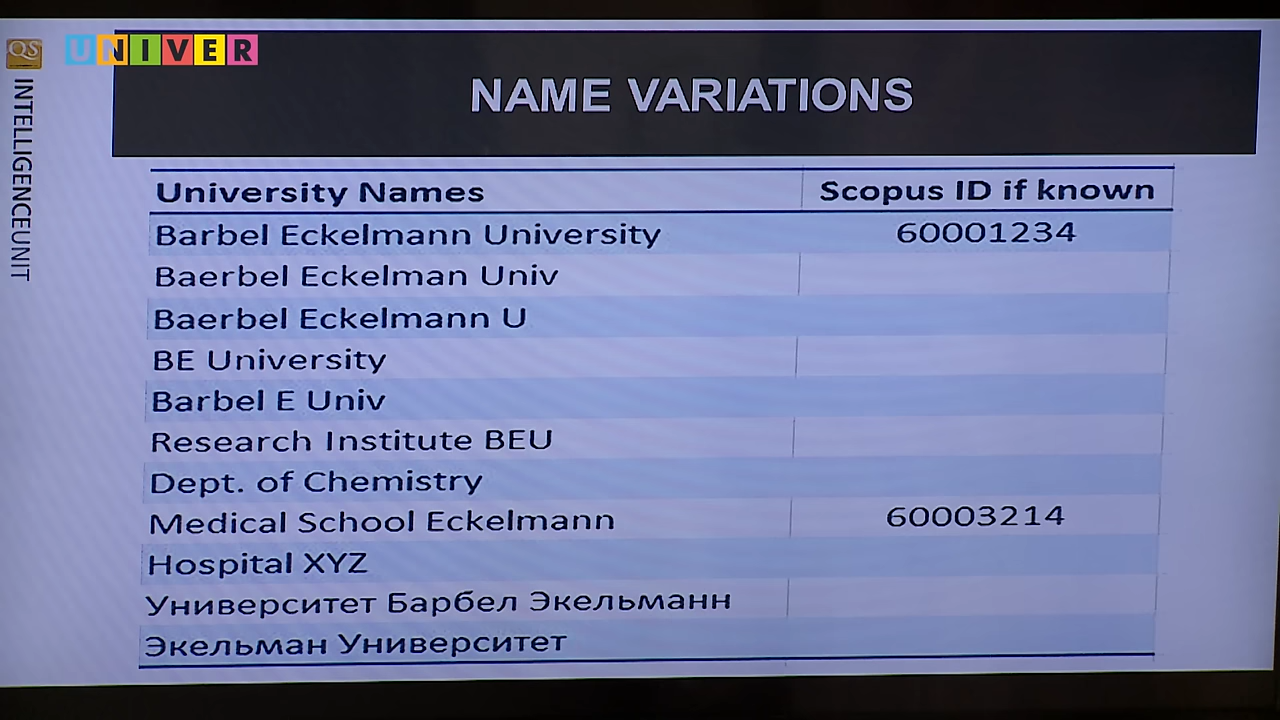 QS
UNIVER
INTELLIGENCEUNIT
NAME VARIATIONS
University Names Scopus ID if known
Barbel Eckelmann University 60001234
Baerbel Eckelman Univ
Baerbel Eckelmann U
BE University
Barbel E Univ
Research Institute BEU
Dept. of Chemistry
Medical School Eckelmann 60003214
Hospital XYZ
Университет Барбел Экельманн
Экельман Университет